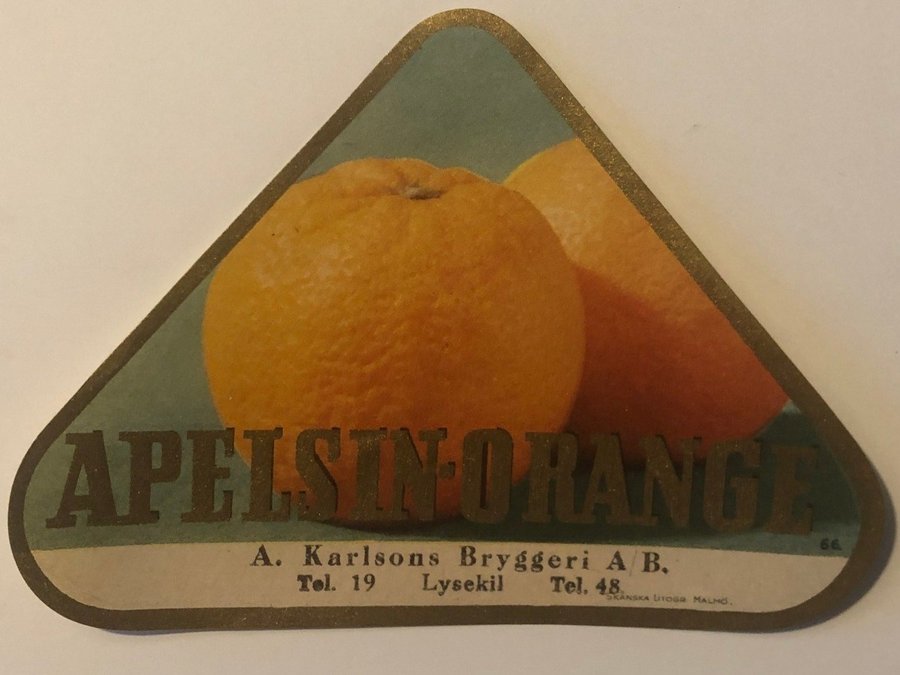 APELSIN-ORANGE
66.
A. Karlsons Bryggeri A/B.
Tel. 19 Lysekil Tel. 48.
SKÅNSKA LITOGR. MALMÖ.